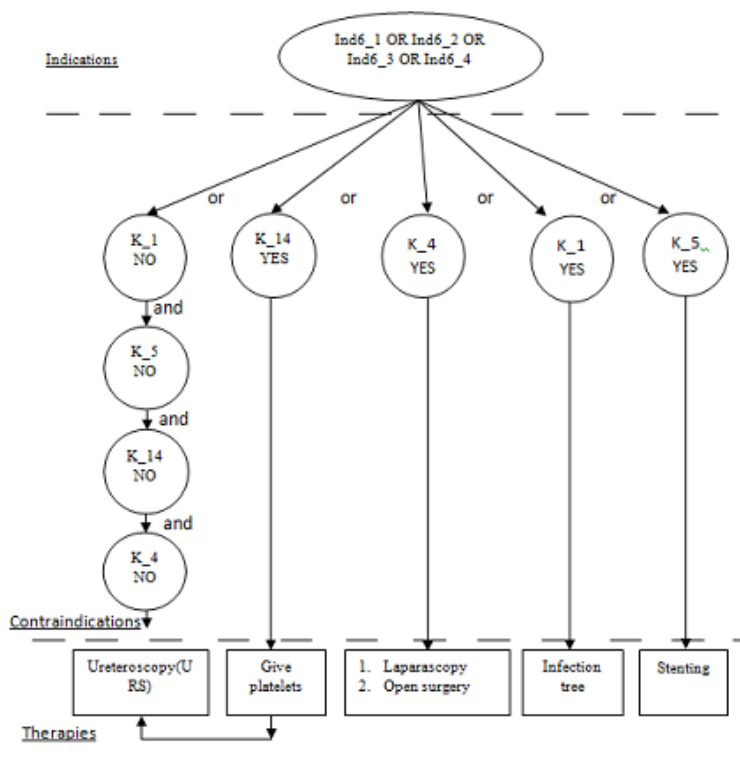 Indications
Ind6_1 OR Ind6_2 OR
Ind6_3 OR Ind6_4
or
or
or
or
K_1
NO
K_14
YES
K_4
YES
K_1
YES
K_5
YES
and
K_5
NO
and
K_14
NO
and
K_4
NO
Contraindications
Ureteroscopy(U
RS)
Give
platelets
1. Laparascopy
2. Open surgery
Infection
tree
Stenting
Therapies